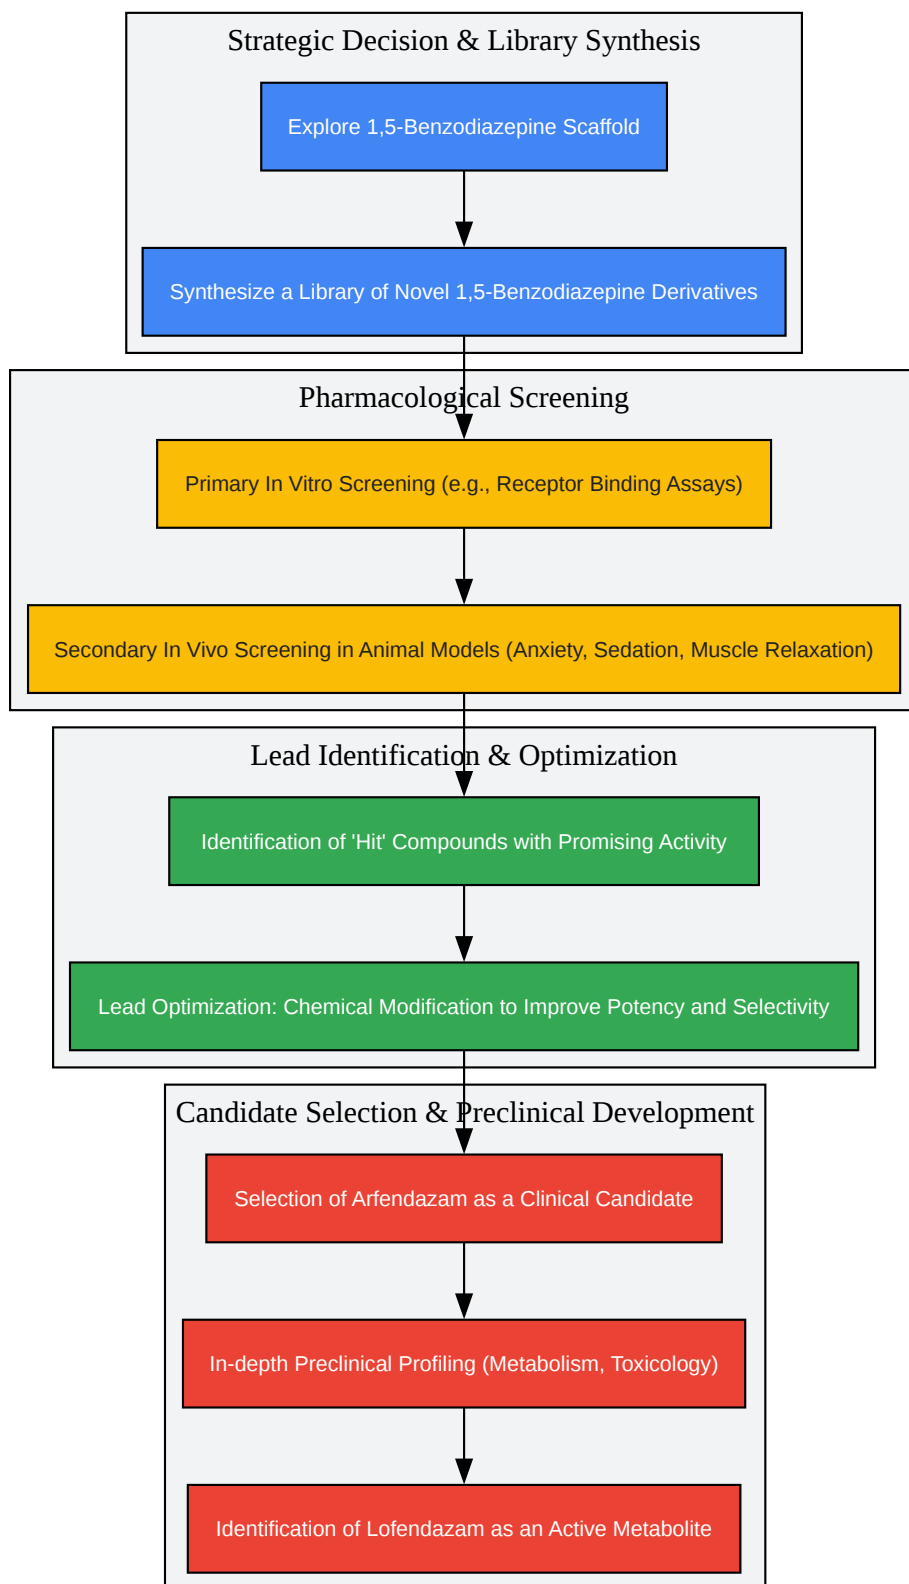 Strategic Decision & Library Synthesis
Explore 1,5-Benzodiazepine Scaffold
Synthesize a Library of Novel 1,5-Benzodiazepine Derivatives
Pharmacological Screening
Primary In Vitro Screening (e.g., Receptor Binding Assays)
Secondary In Vivo Screening in Animal Models (Anxiety, Sedation, Muscle Relaxation)
Lead Identification & Optimization
Identification of 'Hit' Compounds with Promising Activity
Lead Optimization: Chemical Modification to Improve Potency and Selectivity
Candidate Selection & Preclinical Development
Selection of Arfendazam as a Clinical Candidate
In-depth Preclinical Profiling (Metabolism, Toxicology)
Identification of Lofendazam as an Active Metabolite